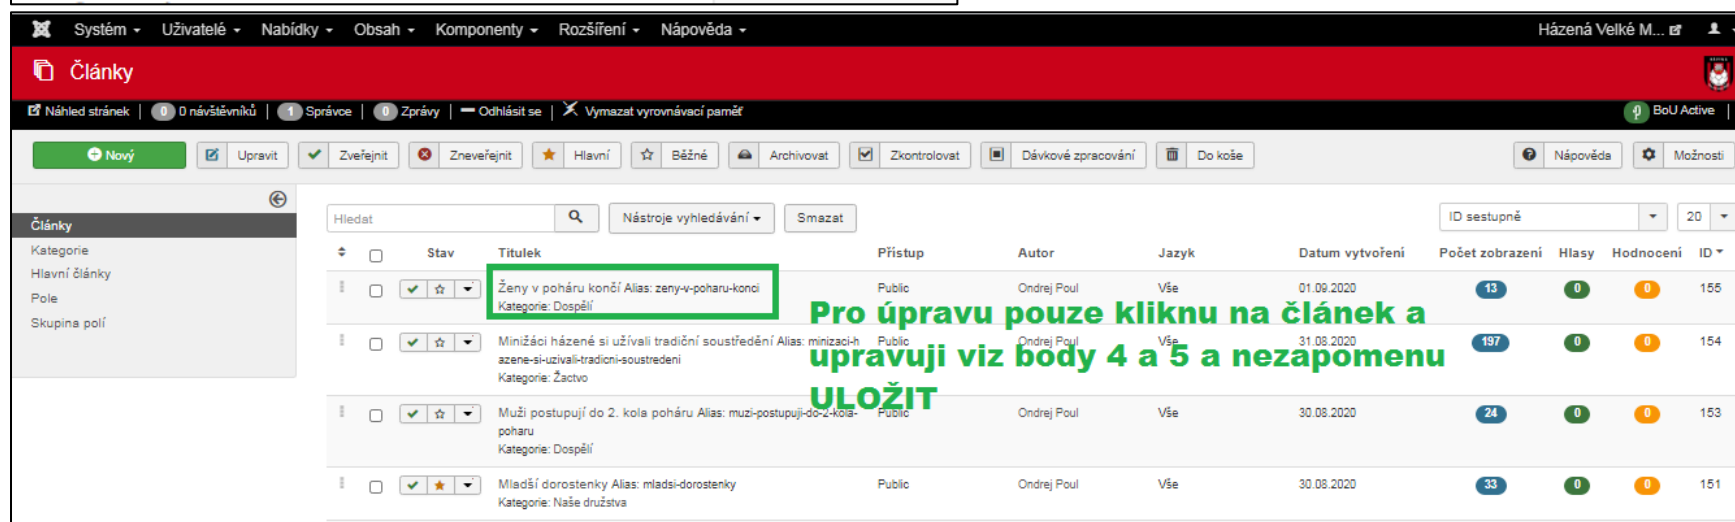 Systém Uživatelé Nabídky Obsah Komponenty Rozšíření Nápověda Házená Velké M...
Články
Náhled stránek 0 0 návštěvníků 1 Správce 0 Zprávy Odhlásit se Vymazat vyrovnávací paměť BoU Active
Nový Upravit Zveřejnit Zneveřejnit Hlavní Běžné Archivovat Zkontrolovat Dávkové zpracování Do koše Nápověda Možnosti
Články
Kategorie
Hlavní články
Pole
Skupina polí
Hledat Nástroje vyhledávání Smazat ID sestupně 20
Stav Titulek Přístup Autor Jazyk Datum vytvoření Počet zobrazení Hlasy Hodnocení ID
Ženy v poháru končí Alias: zeny-v-poharu-konci Public Ondrej Poul Vše 01.09.2020 13 0 0 155
Kategorie: Dospělí
Minižáci házené si užívali tradiční soustředění Alias: minizaci-h Public Ondrej Poul Vše 31.08.2020 197 0 0 154
azene-si-uzivali-tradicni-soustredeni
Kategorie: Žactvo
Muži postupují do 2. kola poháru Alias: muzi-postupuji-do-2-kola- Public Ondrej Poul Vše 30.08.2020 24 0 0 153
poharu
Kategorie: Dospělí
Mladší dorostenky Alias: mladsi-dorostenky Public Ondrej Poul Vše 30.08.2020 33 0 0 151
Kategorie: Naše družstva
Pro úpravu pouze kliknu na článek a
upravuji viz body 4 a 5 a nezapomenu
ULOŽIT